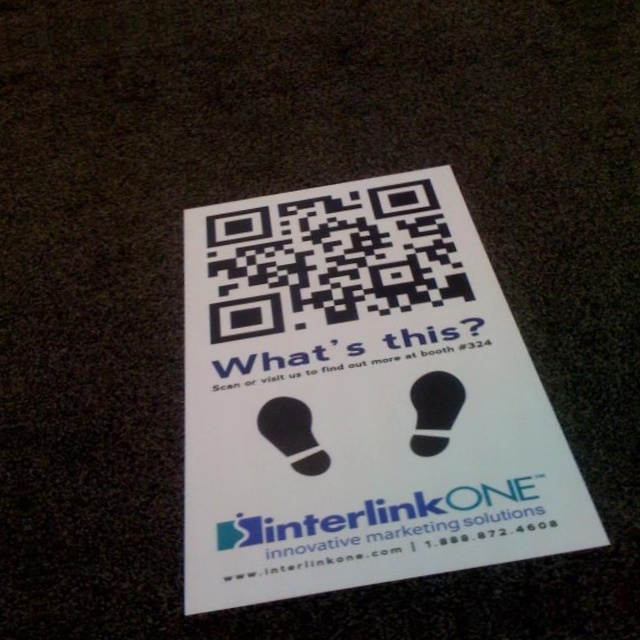 What's this?
Scan or visit us to find out more at booth #324
interlinkONE™
innovative marketing solutions
www.interlinkone.com | 1.888.872.4608